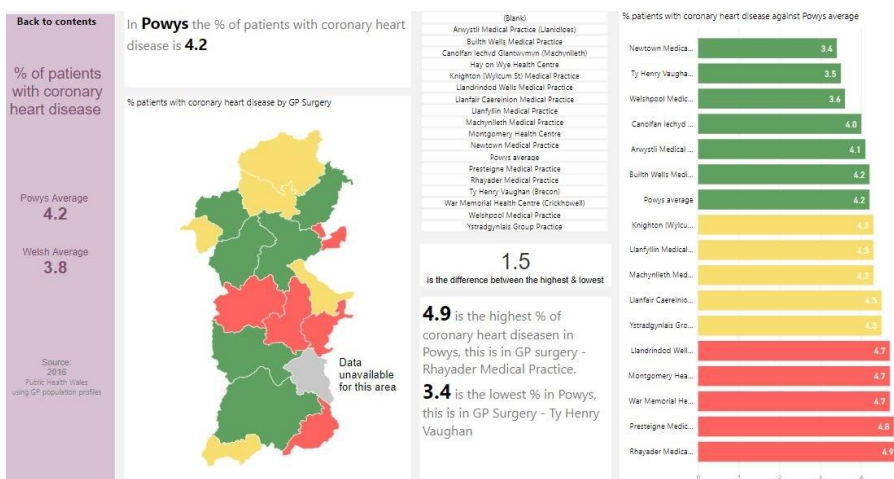 Back to contents
% of patients
with coronary
heart disease
Powys Average
4.2
Welsh Average
3.8
Source:
2016
Public Health Wales
using GP population profiles
In Powys the % of patients with coronary heart
disease is 4.2
% patients with coronary heart disease by GP Surgery
Data
unavailable
for this area
(Blank)
Arwystli Medical Practice (Llanidloes)
Builth Wells Medical Practice
Canolfan Iechyd Glantwymyn (Machynlleth)
Hay on Wye Health Centre
Knighton (Wylcum St) Medical Practice
Llandrindod Wells Medical Practice
Llanfair Caereinion Medical Practice
Llanfyllin Medical Practice
Machynlleth Medical Practice
Montgomery Health Centre
Newtown Medical Practice
Powys average
Presteigne Medical Practice
Rhayader Medical Practice
Ty Henry Vaughan (Brecon)
War Memorial Health Centre (Crickhowell)
Welshpool Medical Practice
Ystradgynlais Group Practice
1.5
is the difference between the highest & lowest
4.9 is the highest % of
coronary heart diseasen in
Powys, this is in GP surgery -
Rhayader Medical Practice.
3.4 is the lowest % in Powys,
this is in GP Surgery - Ty Henry
Vaughan
% patients with coronary heart disease against Powys average
Newtown Medica... 3.4
Ty Henry Vaugha... 3.5
Welshpool Medic... 3.6
Canolfan Iechyd ... 4.0
Arwystli Medical ... 4.1
Builth Wells Medi... 4.2
Powys average 4.2
Knighton (Wylcu... 4.3
Llanfyllin Medical... 4.3
Machynlleth Med... 4.3
Llanfair Caereinio... 4.5
Ystradgynlais Gro... 4.5
Llandrindod Well... 4.7
Montgomery Hea... 4.7
War Memorial He... 4.7
Presteigne Medic... 4.8
Rhayader Medica... 4.9
0 1 2 3 4